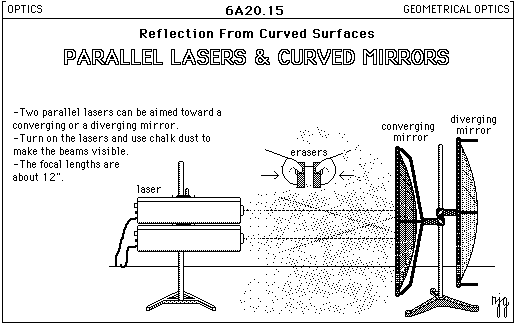 OPTICS
6A20.15
GEOMETRICAL OPTICS
Reflection From Curved Surfaces
PARALLEL LASERS & CURVED MIRRORS
-Two parallel lasers can be aimed toward a
converging or a diverging mirror.
-Turn on the lasers and use chalk dust to
make the beams visible.
-The focal lengths are
about 12".
laser
erasers
converging
mirror
diverging
mirror
njg